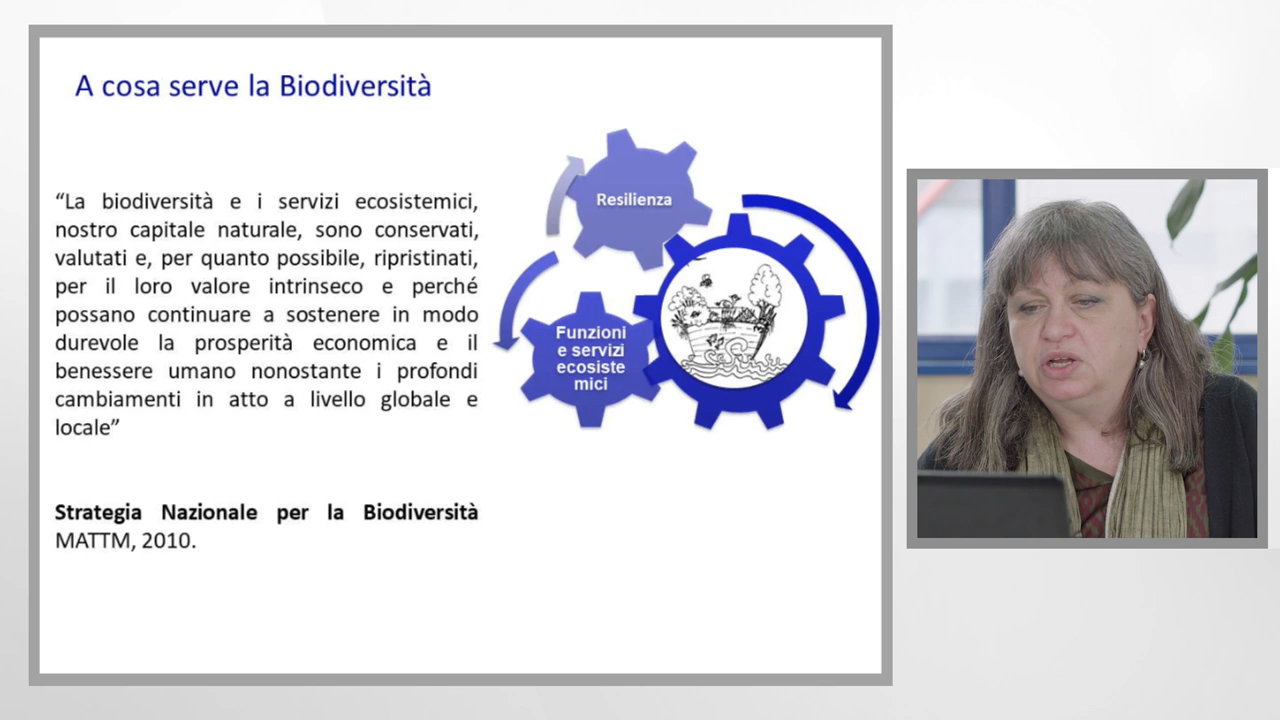 A cosa serve la Biodiversità
“La biodiversità e i servizi ecosistemici,
nostro capitale naturale, sono conservati,
valutati e, per quanto possibile, ripristinati,
per il loro valore intrinseco e perché
possano continuare a sostenere in modo
durevole la prosperità economica e il
benessere umano nonostante i profondi
cambiamenti in atto a livello globale e
locale”
Strategia Nazionale per la Biodiversità
MATTM, 2010.
Resilienza
Funzioni
e servizi
ecosiste
mici